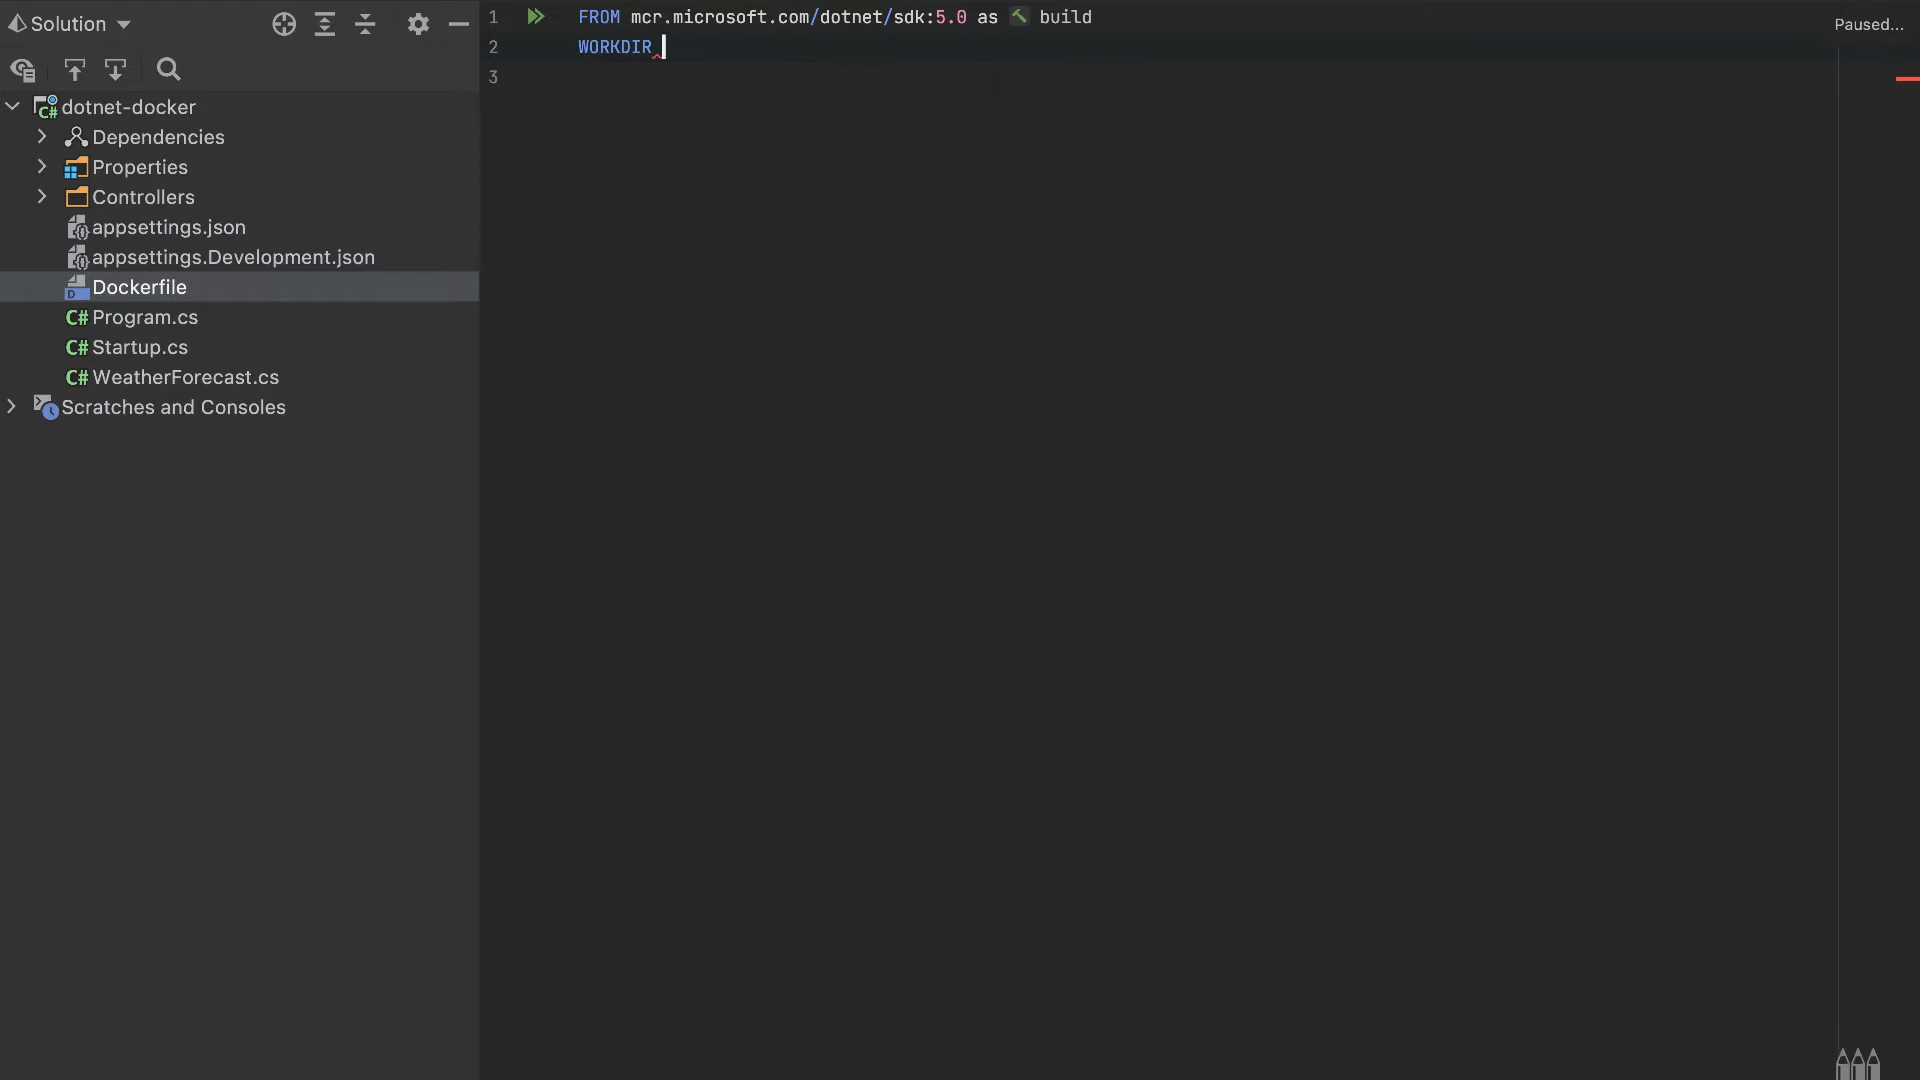 Solution
dotnet-docker
Dependencies
Properties
Controllers
appsettings.json
appsettings.Development.json
Dockerfile
C# Program.cs
C# Startup.cs
C# WeatherForecast.cs
Scratches and Consoles
1 FROM mcr.microsoft.com/dotnet/sdk:5.0 as build
2 WORKDIR
3
Paused...